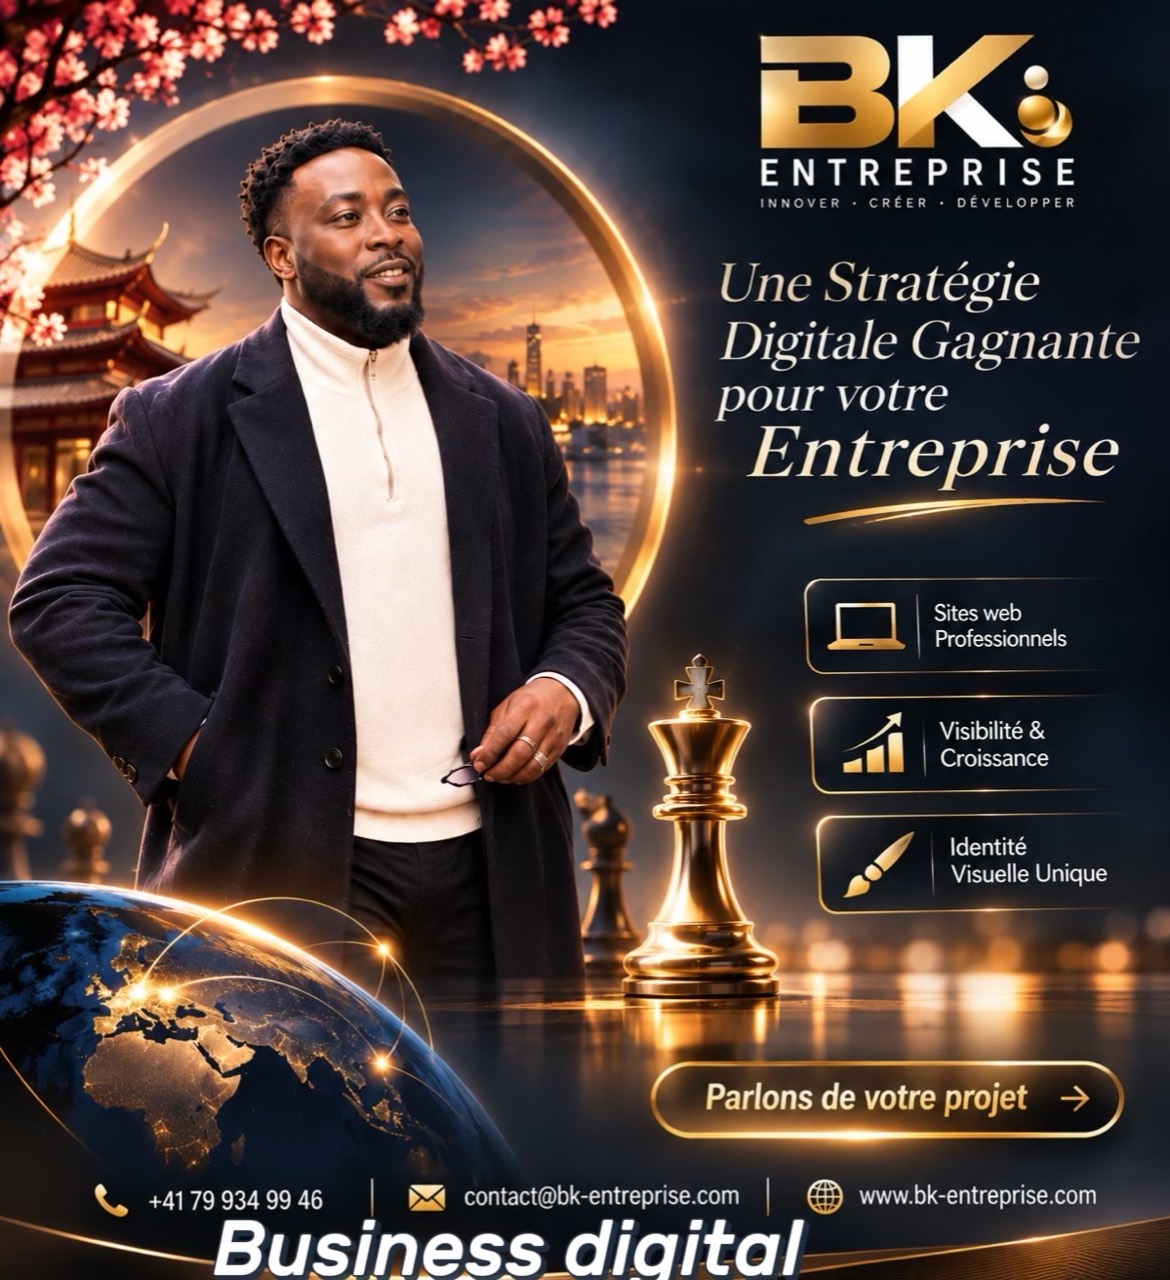 BK
ENTREPRISE
INNOVER · CRÉER · DÉVELOPPER
Une Stratégie
Digitale Gagnante
pour votre
Entreprise
Sites web
Professionnels
Visibilité &
Croissance
Identité
Visuelle Unique
Parlons de votre projet
+41 79 934 99 46
contact@bk-entreprise.com
www.bk-entreprise.com
Business digital